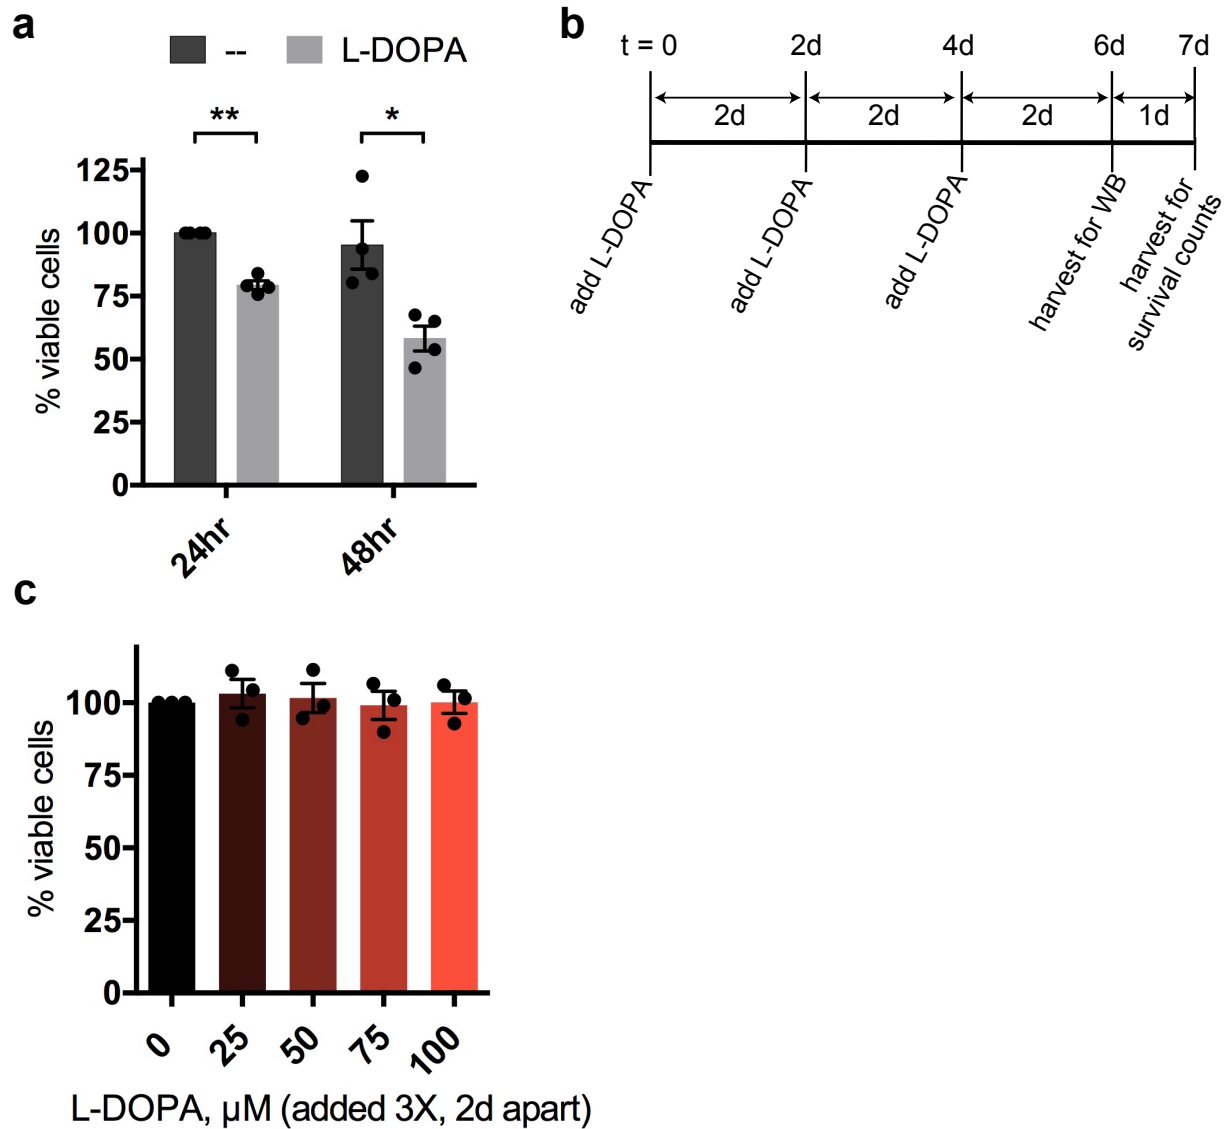 a
-- L-DOPA
** *
% viable cells
125
100
75
50
25
0
24hr 48hr
b
t = 0 2d 4d 6d 7d
2d 2d 2d 1d
add L-DOPA
add L-DOPA
add L-DOPA
harvest for WB
harvest for
survival counts
c
% viable cells
100
75
50
25
0
0 25 50 75 100
L-DOPA, µM (added 3X, 2d apart)